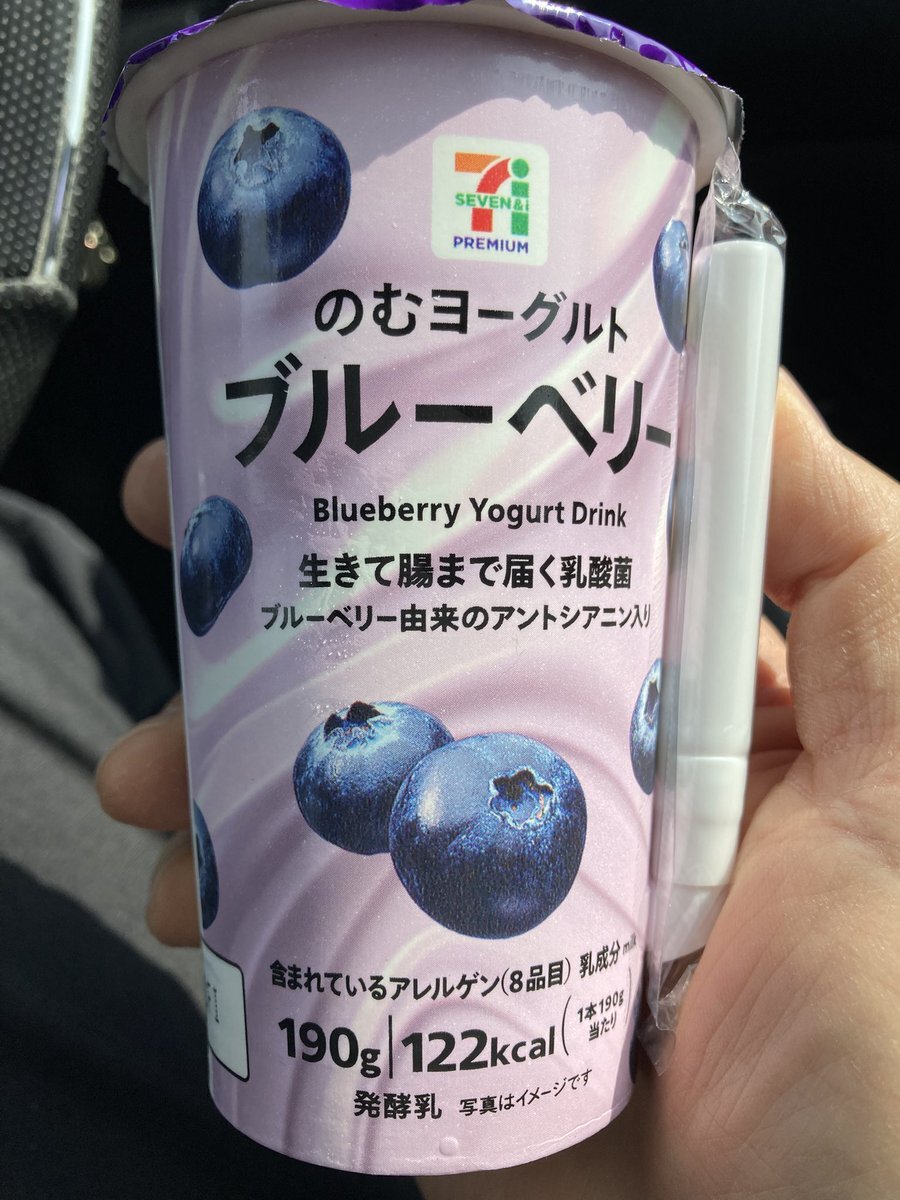 SEVEN&i
PREMIUM
のむヨーグルト
ブルーベリー
Blueberry Yogurt Drink
生きて腸まで届く乳酸菌
ブルーベリー由来のアントシアニン入り
含まれているアレルゲン(8品目) 乳成分 milk
190g 122kcal (1本190g当たり)
発酵乳 写真はイメージです